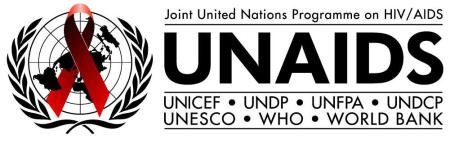 Joint United Nations Programme on HIV/AIDS
UNAIDS
UNICEF • UNDP • UNFPA • UNDCP
UNESCO • WHO • WORLD BANK